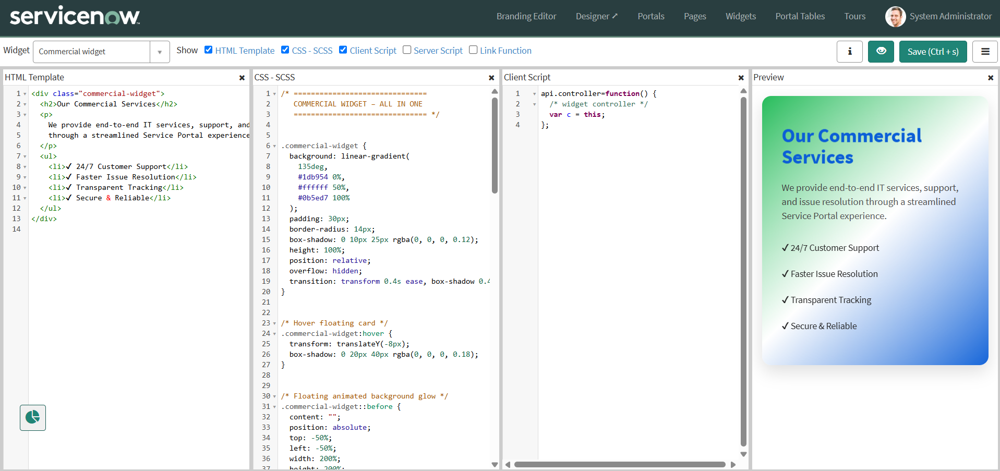 servicenow™
Branding Editor Designer ↗ Portals Pages Widgets Portal Tables Tours System Administrator
Widget Commercial widget Show HTML Template CSS - SCSS Client Script Server Script Link Function i Save (Ctrl + s)
HTML Template
1 <div class="commercial-widget">
2 <h2>Our Commercial Services</h2>
3 <p>
4 We provide end-to-end IT services, support, and
5 through a streamlined Service Portal experience
6 </p>
7 <ul>
8 <li>✔ 24/7 Customer Support</li>
9 <li>✔ Faster Issue Resolution</li>
10 <li>✔ Transparent Tracking</li>
11 <li>✔ Secure & Reliable</li>
12 </ul>
13 </div>
14
CSS - SCSS
1 /* ===============================
2 COMMERCIAL WIDGET – ALL IN ONE
3 =============================== */
4
5
6 .commercial-widget {
7 background: linear-gradient(
8 135deg,
9 #1db954 0%,
10 #ffffff 50%,
11 #0b5ed7 100%
12 );
13 padding: 30px;
14 border-radius: 14px;
15 box-shadow: 0 10px 25px rgba(0, 0, 0, 0.12);
16 height: 100%;
17 position: relative;
18 overflow: hidden;
19 transition: transform 0.4s ease, box-shadow 0.4
20 }
21
22
23 /* Hover floating card */
24 .commercial-widget:hover {
25 transform: translateY(-8px);
26 box-shadow: 0 20px 40px rgba(0, 0, 0, 0.18);
27 }
28
29
30 /* Floating animated background glow */
31 .commercial-widget::before {
32 content: "";
33 position: absolute;
34 top: -50%;
35 left: -50%;
36 width: 200%;
37 height: 200%;
Client Script
1 api.controller=function() {
2 /* widget controller */
3 var c = this;
4 };
Preview
Our Commercial
Services
We provide end-to-end IT services, support,
and issue resolution through a streamlined
Service Portal experience.
✔ 24/7 Customer Support
✔ Faster Issue Resolution
✔ Transparent Tracking
✔ Secure & Reliable